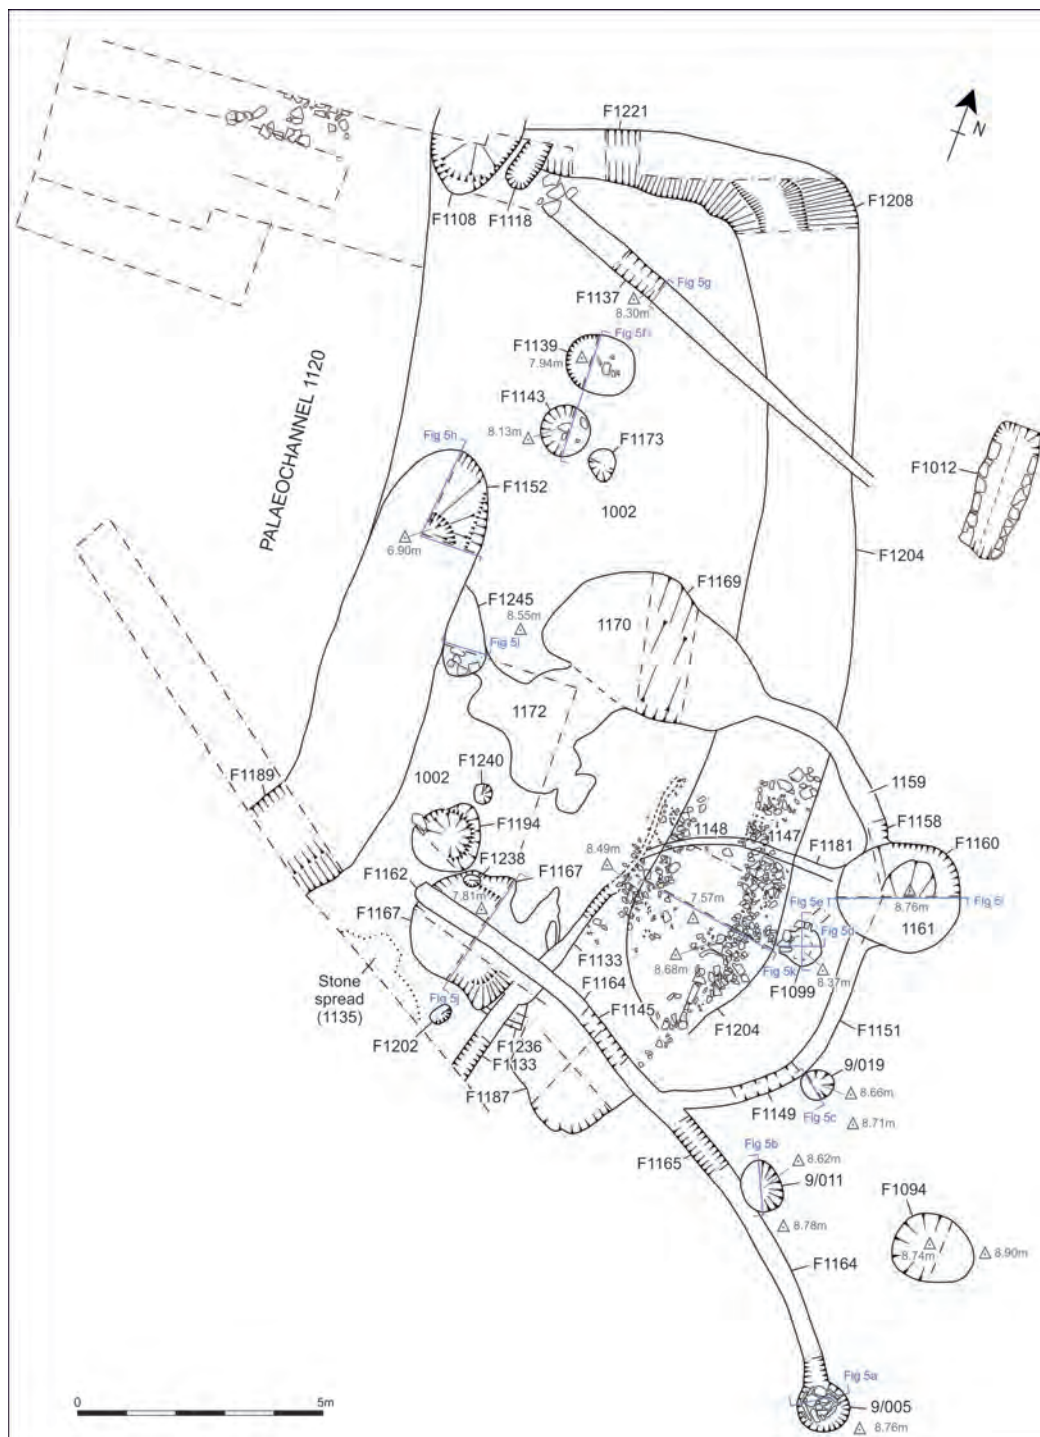 F1221
N
F1108
F1118
F1208
Fig 5g
F1137
8.30m
F1139
Fig 5f
7.94m
PALAEOCHANNEL 1120
F1143
8.13m
Fig 5h
F1173
F1012
F1152
1002
6.90m
F1204
F1245
8.55m
F1169
1170
1172
F1189
1002
F1240
1159
F1194
F1158
1148
1147
F1181
F1160
F1238
8.49m
F1162
F1167
7.81m
7.57m
Fig 5e
8.76m
F1167
Fig 5d
1161
F1133
8.68m
Fig 5k
F1099
8.37m
Stone
spread
(1135)
Fig 5j
F1164
F1145
F1204
F1151
F1202
F1236
F1133
F1187
9/019
8.66m
F1149
Fig 5c
8.71m
F1165
Fig 5b
8.62m
9/011
F1094
8.78m
8.74m
8.90m
F1164
Fig 5a
0
5m
9/005
8.76m